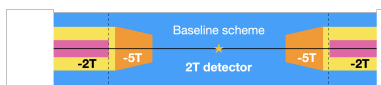 Baseline scheme
-5T -5T
-2T 2T detector -2T